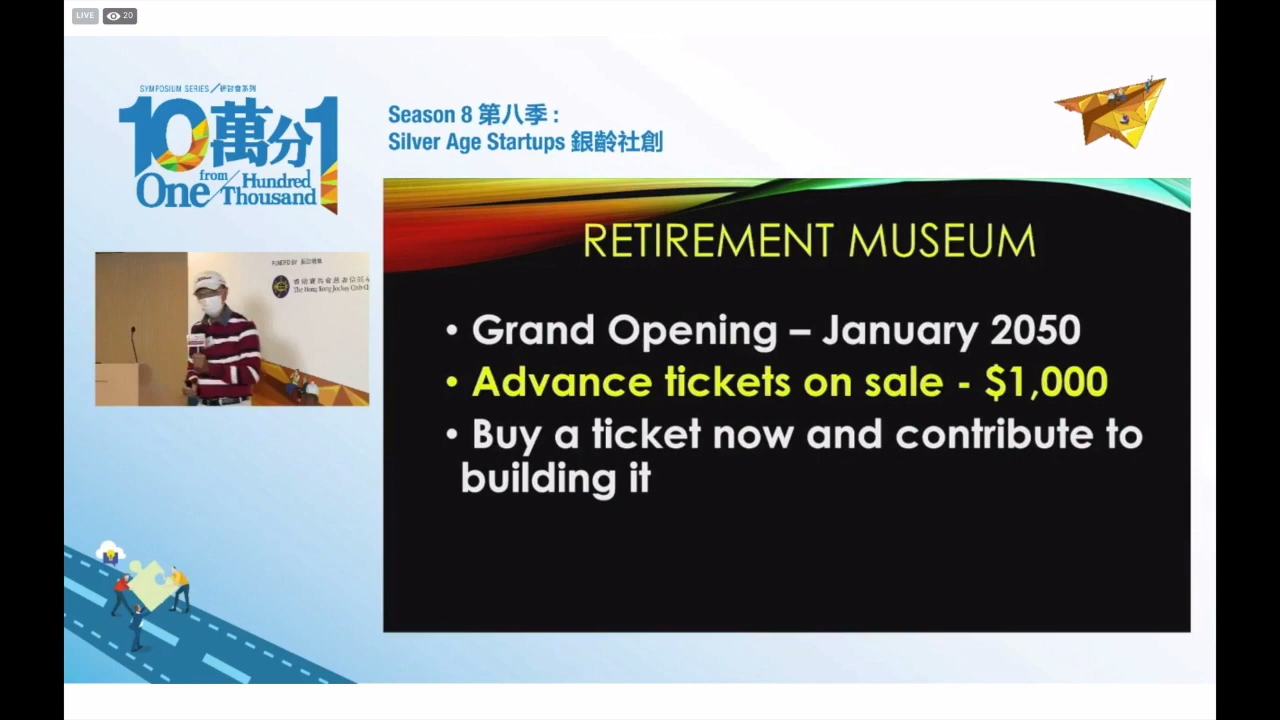 LIVE 20
SYMPOSIUM SERIES/研討會系列
10萬分1
One from Hundred Thousand
Season 8 第八季 :
Silver Age Startups 銀齡社創
RETIREMENT MUSEUM
• Grand Opening – January 2050
• Advance tickets on sale - $1,000
• Buy a ticket now and contribute to
building it
The Hong Kong Jockey Club